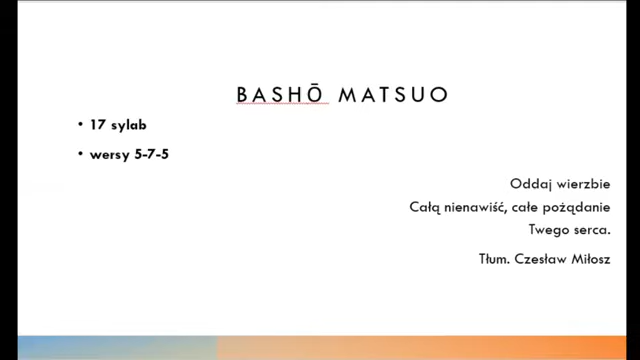 BASHŌ MATSUO
• 17 sylab
• wersy 5-7-5
Oddaj wierzbie
Całą nienawiść, całe pożądanie
Twego serca.
Tłum. Czesław Miłosz